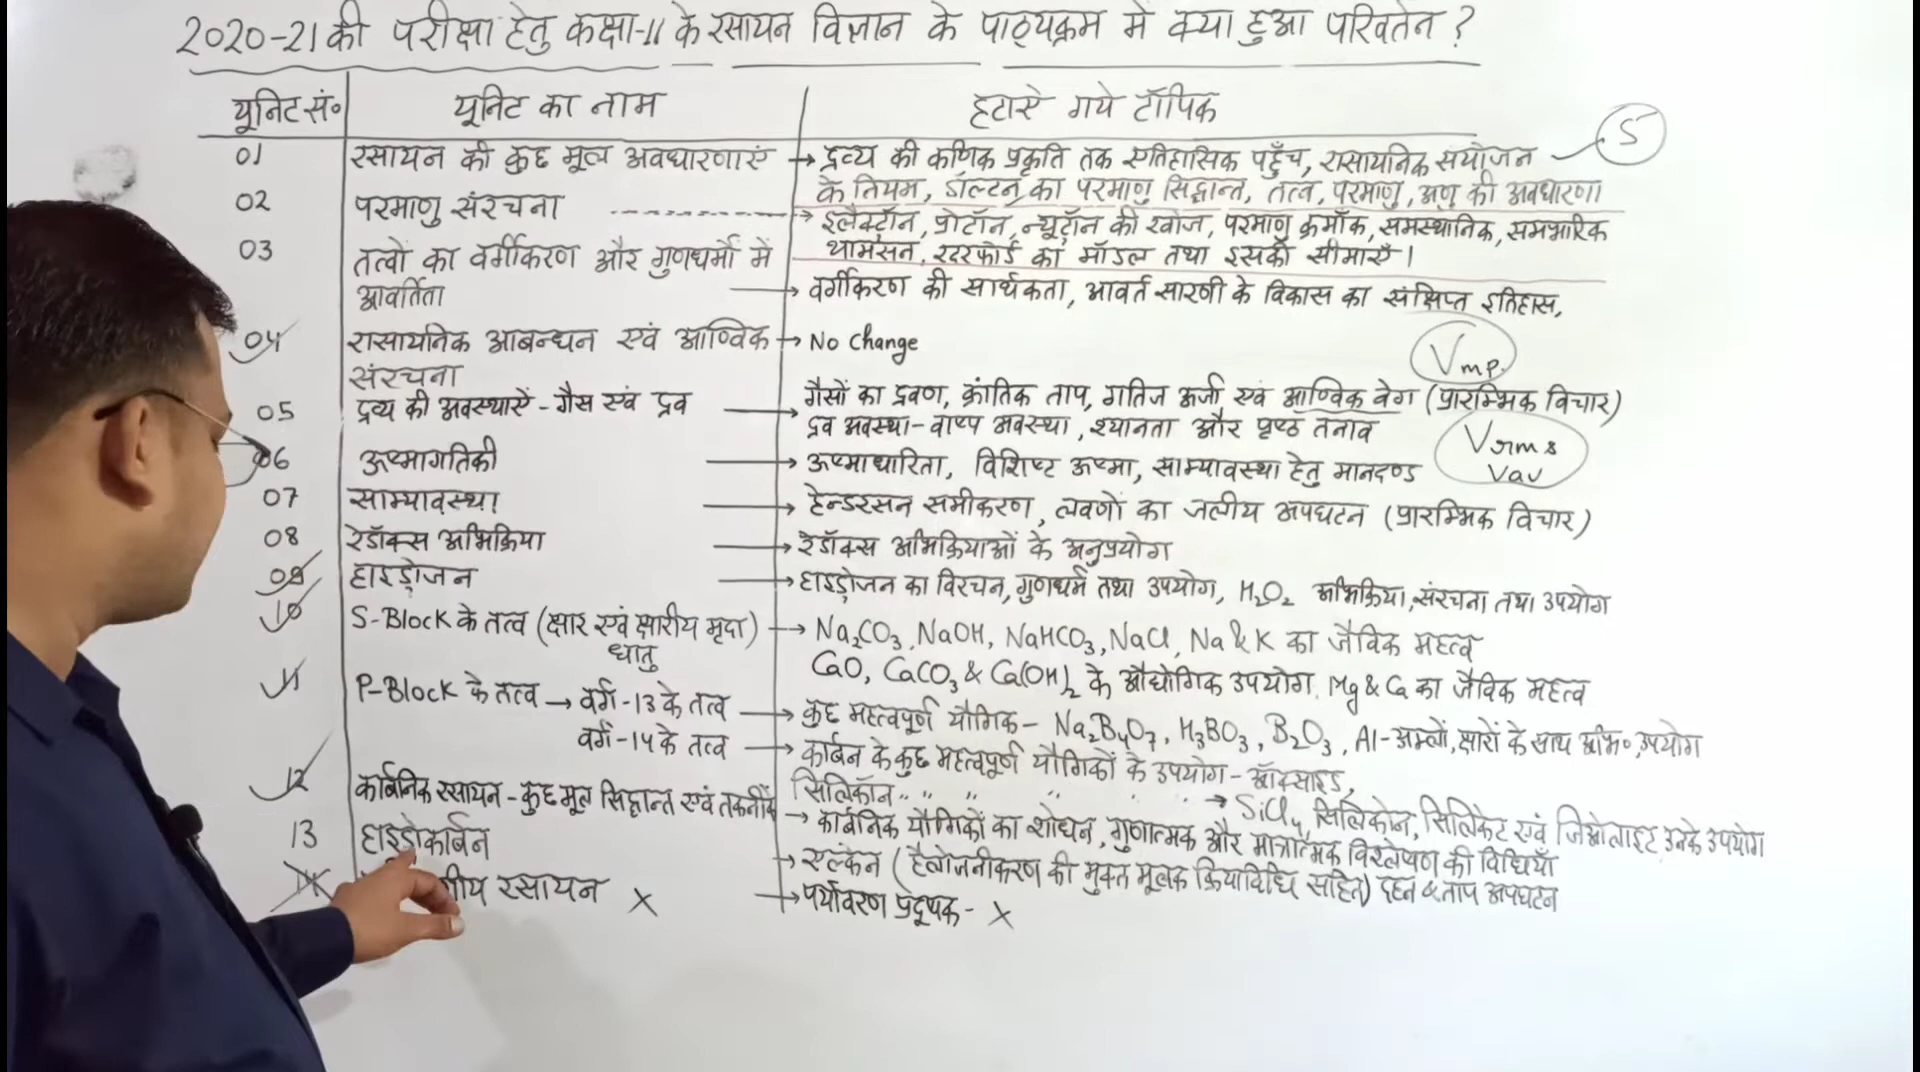 2020-21 की परीक्षा हेतु कक्षा-11 के रसायन विज्ञान के पाठ्यक्रम में क्या हुआ परिवर्तन ?
यूनिट सं० यूनिट का नाम हटाये गये टॉपिक
01 रसायन की कुछ मूल अवधारणाएं → द्रव्य की कणिक प्रकृति तक एतिहासिक पहुँच, रासायनिक संयोजन 5
के नियम, डॉल्टन का परमाणु सिद्धान्त, तत्व, परमाणु, अणु की अवधारणा
02 परमाणु संरचना → इलैक्ट्रॉन, प्रोटॉन, न्यूट्रॉन की खोज, परमाणु क्रमाँक, समस्थानिक, समभारिक
थामसन, रदरफोर्ड का मॉडल तथा इसकी सीमाएँ।
03 तत्वों का वर्गीकरण और गुणधर्मों में
आवर्तिता → वर्गीकरण की सार्थकता, आवर्त सारणी के विकास का संक्षिप्त इतिहास,
04 रासायनिक आबन्धन एवं आण्विक → No Change
संरचना
Vmp.
05 द्रव्य की अवस्थाऐं - गैस एवं द्रव → गैसों का द्रवण, क्रांतिक ताप, गतिज ऊर्जा एवं आण्विक वेग (प्रारम्भिक विचार)
द्रव अवस्था - वाष्प अवस्था, श्यानता और पृष्ठ तनाव
Vrms
Vav
06 ऊष्मागतिकी → ऊष्माधारिता, विशिष्ट ऊष्मा, साम्यावस्था हेतु मानदण्ड
07 साम्यावस्था → हेन्डरसन समीकरण, लवणों का जलीय अपघटन (प्रारम्भिक विचार)
08 रेडॉक्स अभिक्रिया → रेडॉक्स अभिक्रियाओं के अनुप्रयोग
09 हाइड्रोजन → हाइड्रोजन का विरचन, गुणधर्म तथा उपयोग, H₂O₂ अभिक्रिया, संरचना तथा उपयोग
10 S-Block के तत्व (क्षार एवं क्षारीय मृदा) → Na₂CO₃, NaOH, NaHCO₃, NaCl, Na & K का जैविक महत्व
धातु CaO, CaCO₃ & Ca(OH)₂ के औद्योगिक उपयोग, Mg & Ca का जैविक महत्व
11 P-Block के तत्व → वर्ग-13 के तत्व → कुछ महत्वपूर्ण यौगिक - Na₂B₄O₇, H₃BO₃, B₂O₃, Al-अम्लों, क्षारों के साथ अभि०, उपयोग
वर्ग-14 के तत्व → कार्बन के कुछ महत्वपूर्ण यौगिकों के उपयोग - ऑक्साइड,
सिलिकॉन " " " " " → SiCl₄, सिलिकोन, सिलिकेट एवं जिओलाइट उनके उपयोग
12 कार्बनिक रसायन - कुछ मूल सिद्धान्त एवं तकनीकें → कार्बनिक यौगिकों का शोधन, गुणात्मक और मात्रात्मक विश्लेषण की विधियाँ
13 हाइड्रोकार्बन → एल्केन (हैलोजनीकरण की मुक्त मूलक क्रियाविधि सहित) दहन & ताप अपघटन
14 रसायन × → पर्यावरण प्रदूषक - ×